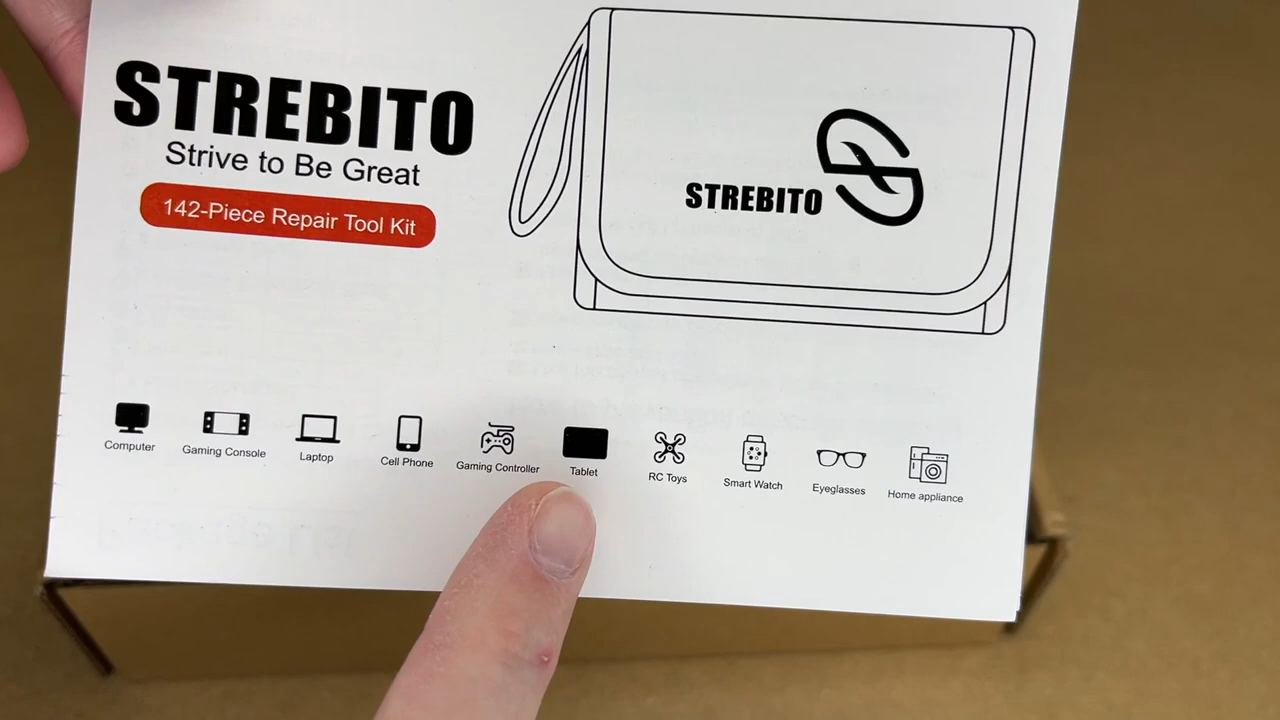 STREBITO
Strive to Be Great
142-Piece Repair Tool Kit
STREBITO
Computer
Gaming Console
Laptop
Cell Phone
Gaming Controller
Tablet
RC Toys
Smart Watch
Eyeglasses
Home appliance